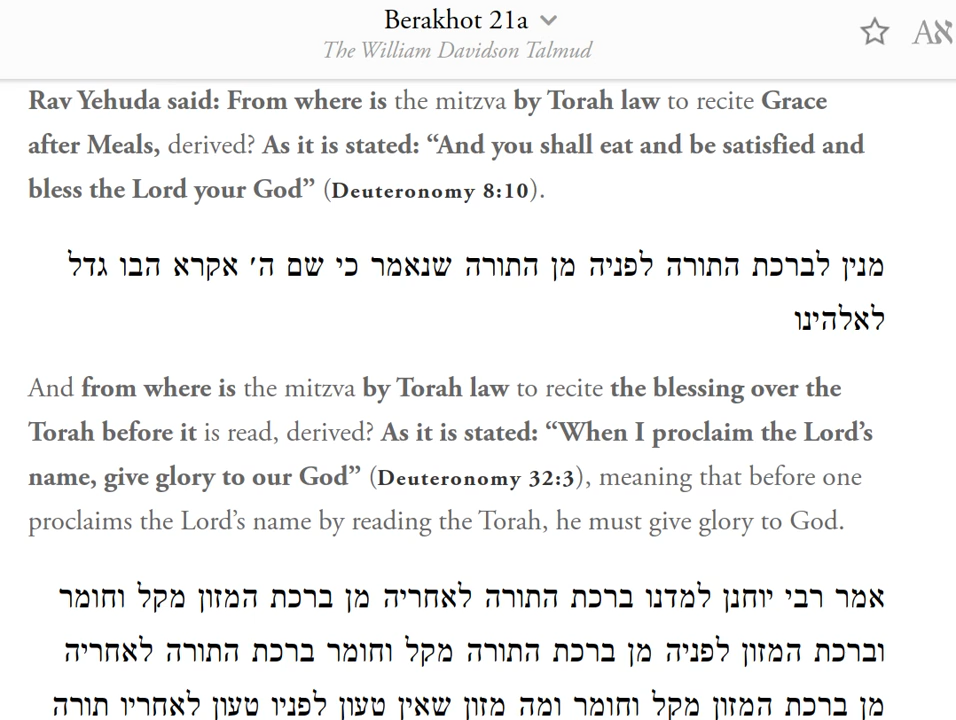 Berakhot 21a
The William Davidson Talmud
Aא
Rav Yehuda said: From where is the mitzva by Torah law to recite Grace
after Meals, derived? As it is stated: “And you shall eat and be satisfied and
bless the Lord your God” (Deuteronomy 8:10).
מנין לברכת התורה לפניה מן התורה שנאמר כי שם ה׳ אקרא הבו גדל
לאלהינו
And from where is the mitzva by Torah law to recite the blessing over the
Torah before it is read, derived? As it is stated: “When I proclaim the Lord’s
name, give glory to our God” (Deuteronomy 32:3), meaning that before one
proclaims the Lord’s name by reading the Torah, he must give glory to God.
אמר רבי יוחנן למדנו ברכת התורה לאחריה מן ברכת המזון מקל וחומר
וברכת המזון לפניה מן ברכת התורה מקל וחומר ברכת התורה לאחריה
מן ברכת המזון מקל וחומר ומה מזון שאין טעון לפניו טעון לאחריו תורה